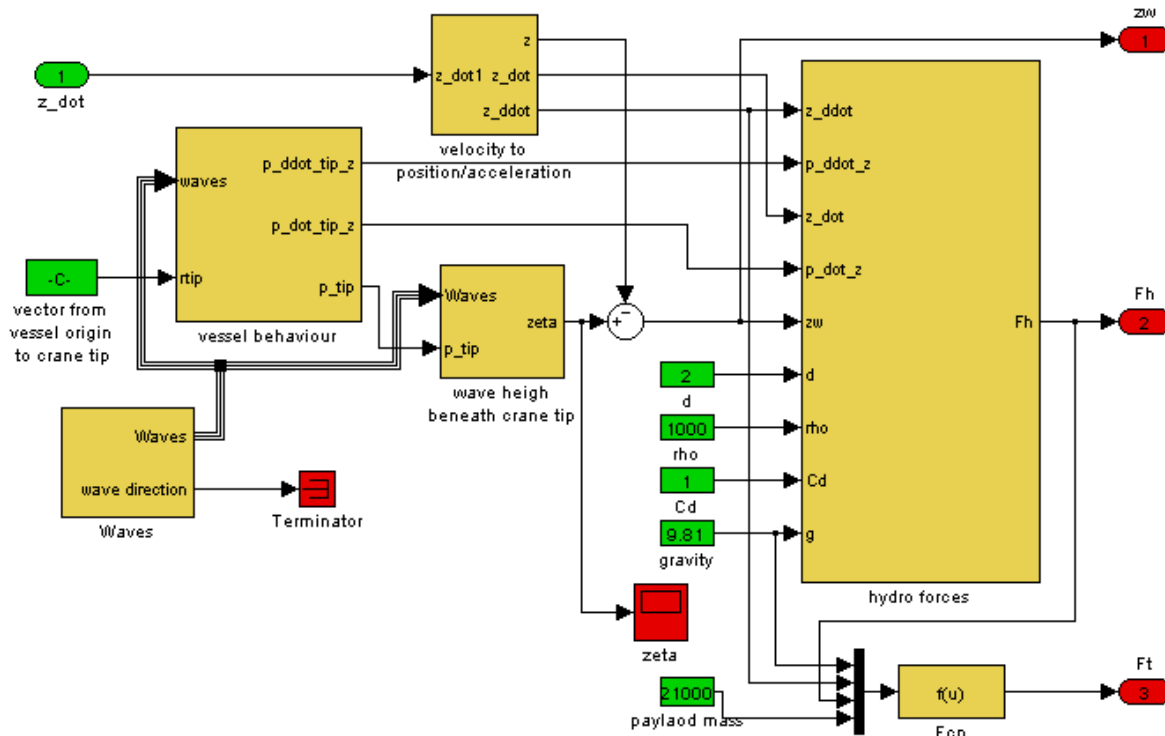 zw
1
z
1
z_dot1
z_dot
z_ddot
z_dot
velocity to
position/acceleration
z_ddot
p_ddot_z
z_dot
p_dot_z
zw
d
rho
Cd
g
Fh
hydro forces
waves
rtip
p_ddot_tip_z
p_dot_tip_z
p_tip
vessel behaviour
-C-
vector from
vessel origin
to crane tip
Waves
p_tip
zeta
wave heigh
beneath crane tip
+
−
Fh
2
2
d
1000
rho
1
Cd
9.81
gravity
Waves
wave direction
Waves
Terminator
zeta
21000
paylaod mass
f(u)
Fcn
Ft
3